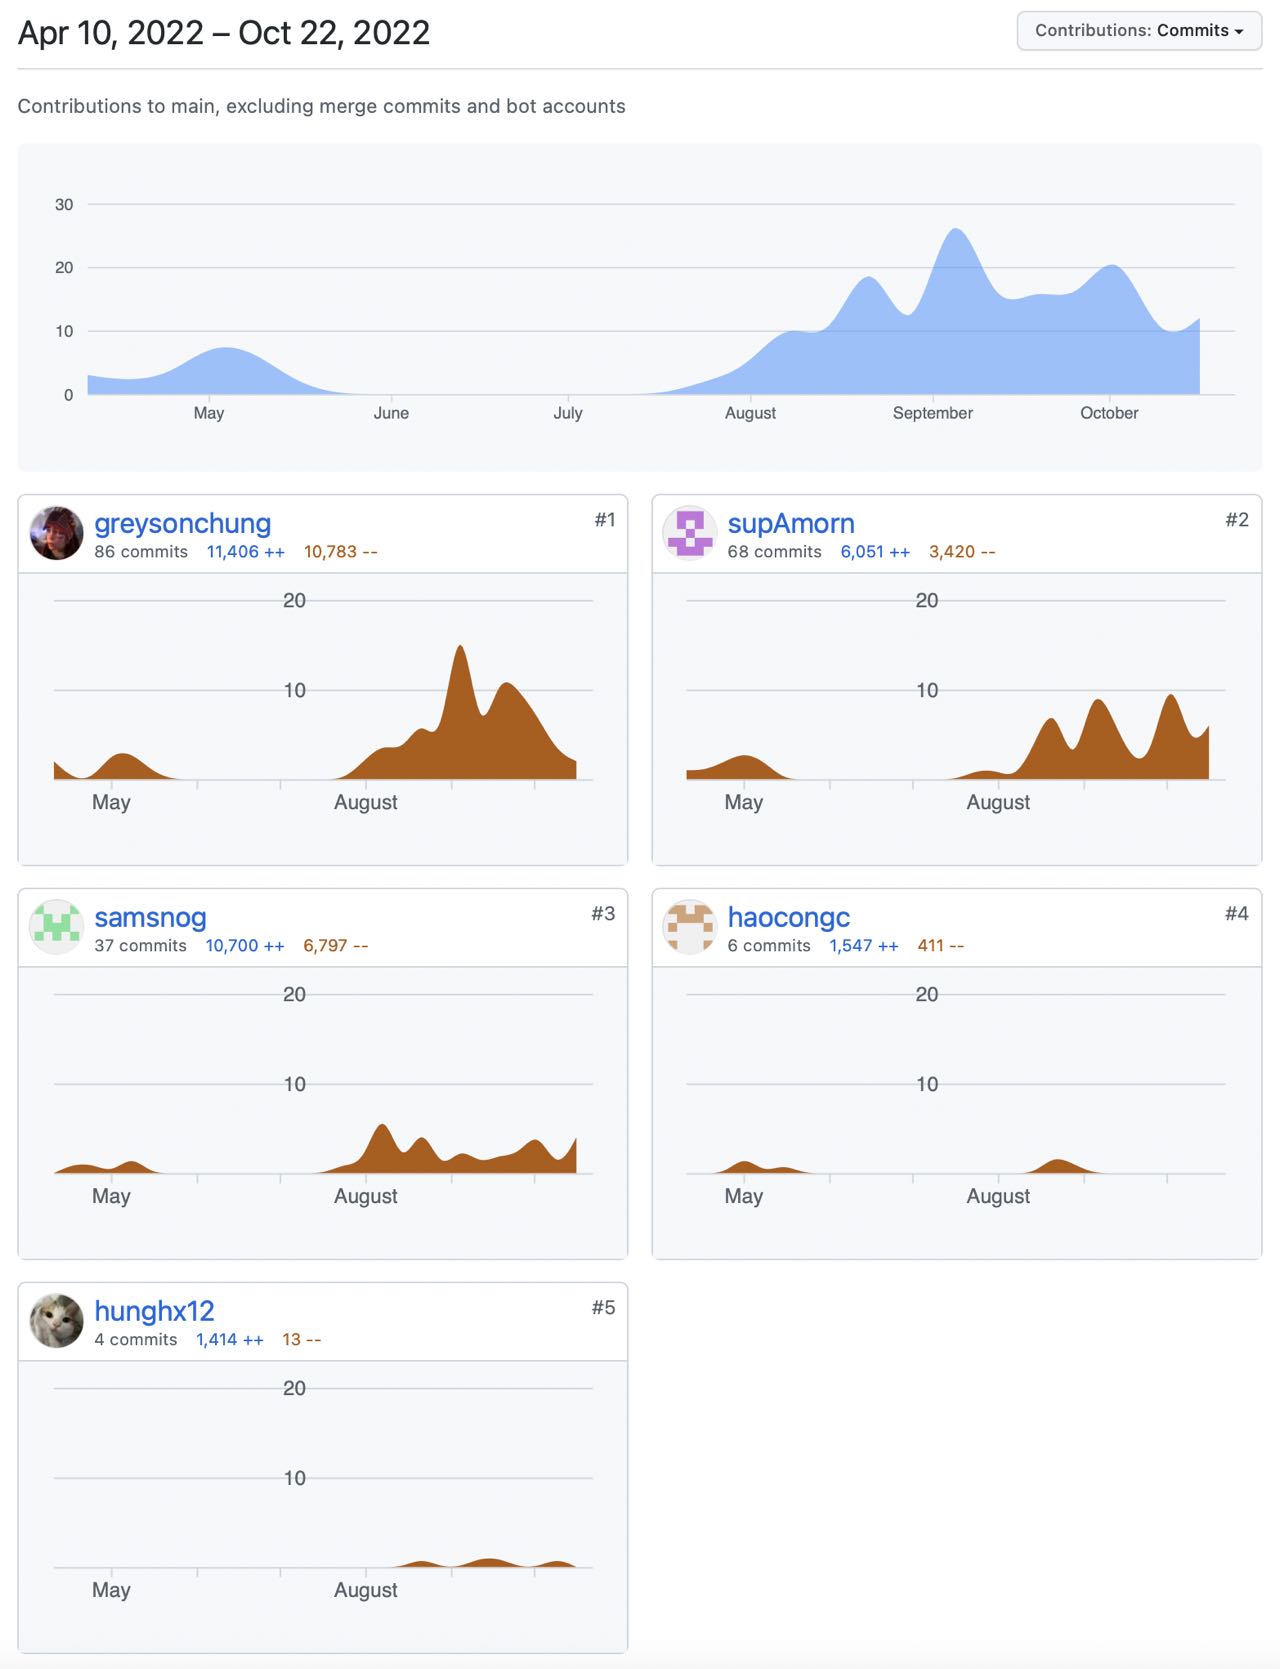 Apr 10, 2022 – Oct 22, 2022
Contributions: Commits
Contributions to main, excluding merge commits and bot accounts
30
20
10
0
May June July August September October
greysonchung #1
86 commits 11,406 ++ 10,783 --
20
10
May August
supAmorn #2
68 commits 6,051 ++ 3,420 --
20
10
May August
samsnog #3
37 commits 10,700 ++ 6,797 --
20
10
May August
haocongc #4
6 commits 1,547 ++ 411 --
20
10
May August
hunghx12 #5
4 commits 1,414 ++ 13 --
20
10
May August